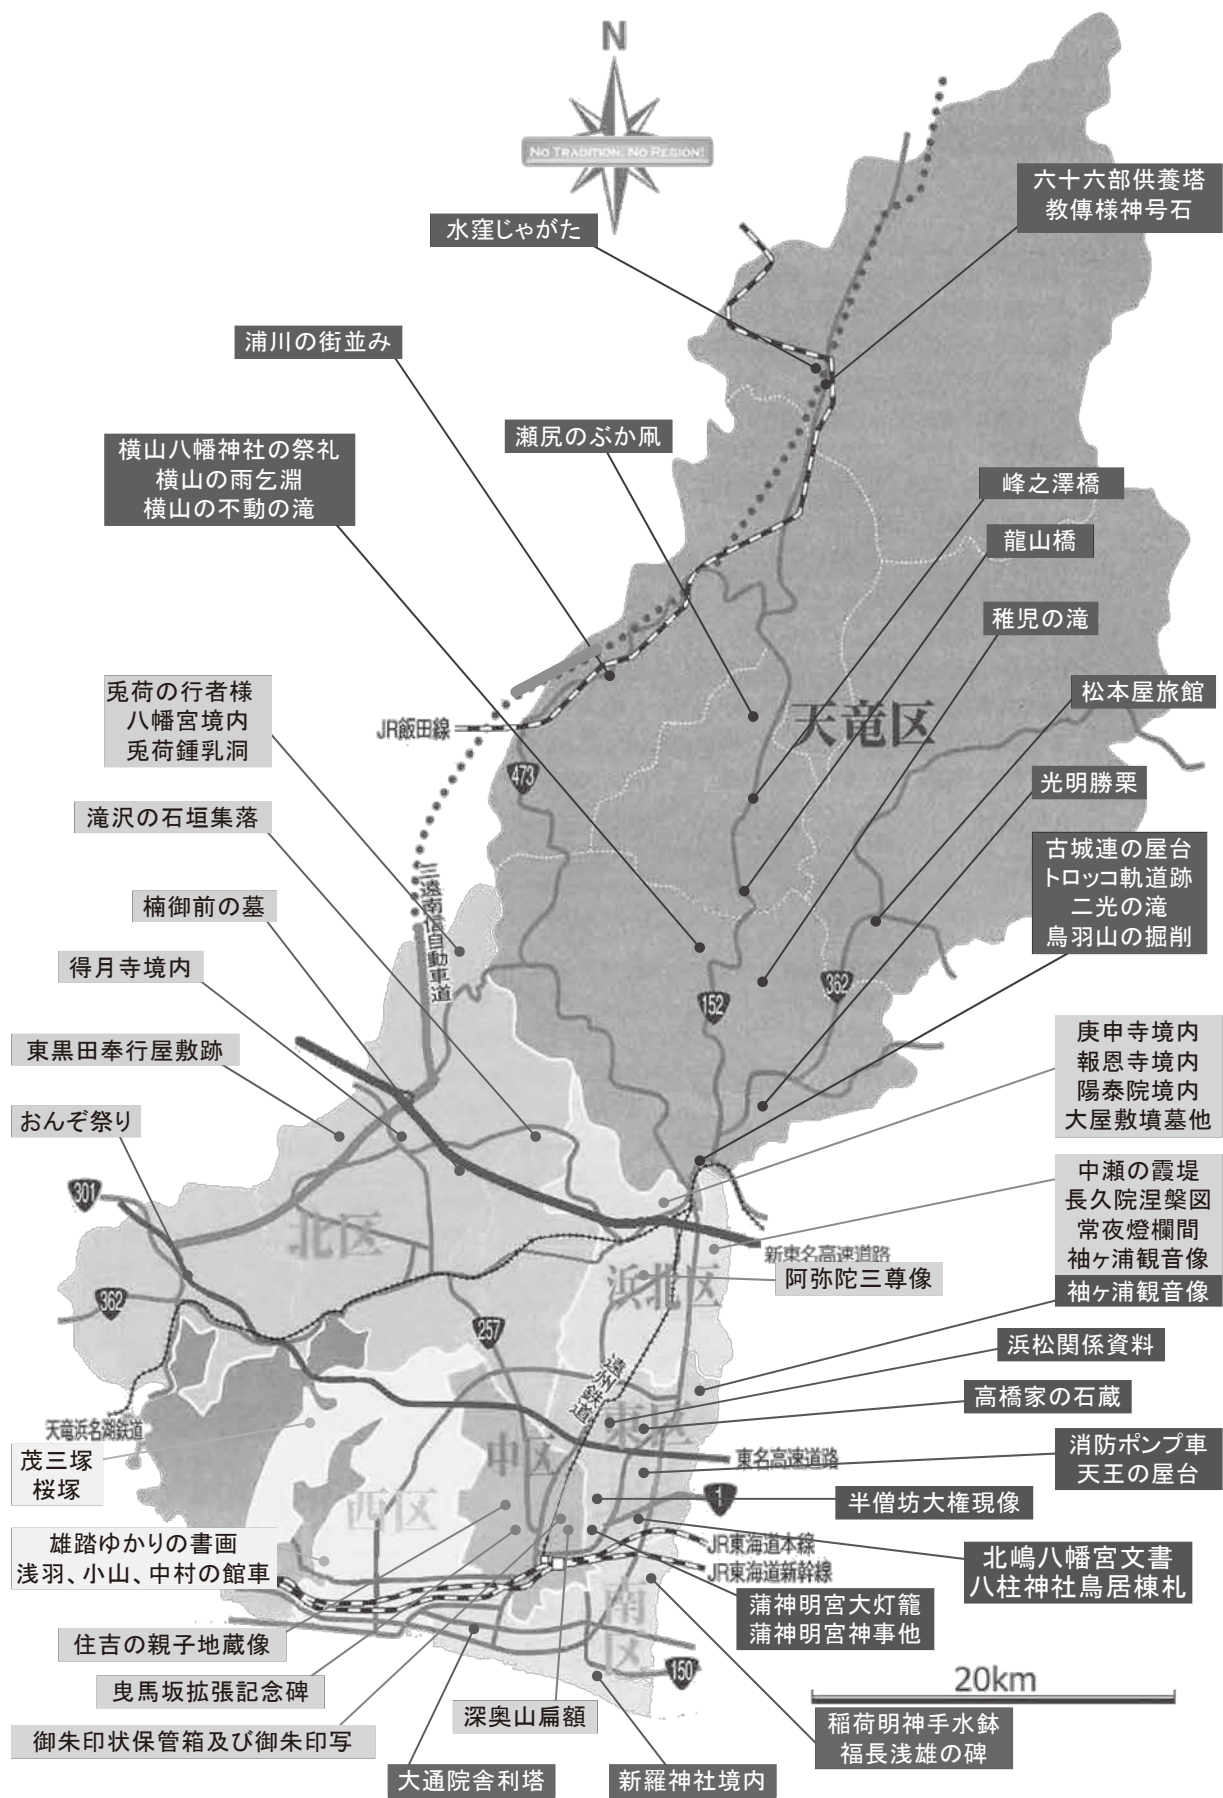 N
NO TRADITION, NO REGION!
六十六部供養塔
教傳様神号石
水窪じゃがた
浦川の街並み
瀬尻のぶか凧
横山八幡神社の祭礼
横山の雨乞淵
横山の不動の滝
峰之澤橋
龍山橋
稚児の滝
松本屋旅館
天竜区
兎荷の行者様
八幡宮境内
兎荷鍾乳洞
JR飯田線
473
光明勝栗
滝沢の石垣集落
古城連の屋台
トロッコ軌道跡
二光の滝
鳥羽山の掘削
三遠南信自動車道
楠御前の墓
得月寺境内
152
362
東黒田奉行屋敷跡
庚申寺境内
報恩寺境内
陽泰院境内
大屋敷墳墓他
おんぞ祭り
301
北区
中瀬の霞堤
長久院涅槃図
常夜燈欄間
袖ヶ浦観音像
新東名高速道路
阿弥陀三尊像
浜北区
袖ヶ浦観音像
362
257
浜松関係資料
遠州鉄道
高橋家の石蔵
東区
天竜浜名湖鉄道
中区
東名高速道路
消防ポンプ車
天王の屋台
茂三塚
桜塚
西区
1
半僧坊大権現像
雄踏ゆかりの書画
浅羽、小山、中村の館車
JR東海道本線
JR東海道新幹線
北嶋八幡宮文書
八柱神社鳥居棟札
南区
蒲神明宮大灯籠
蒲神明宮神事他
住吉の親子地蔵像
150
曳馬坂拡張記念碑
深奥山扁額
20km
御朱印状保管箱及び御朱印写
稲荷明神手水鉢
福長浅雄の碑
大通院舎利塔
新羅神社境内